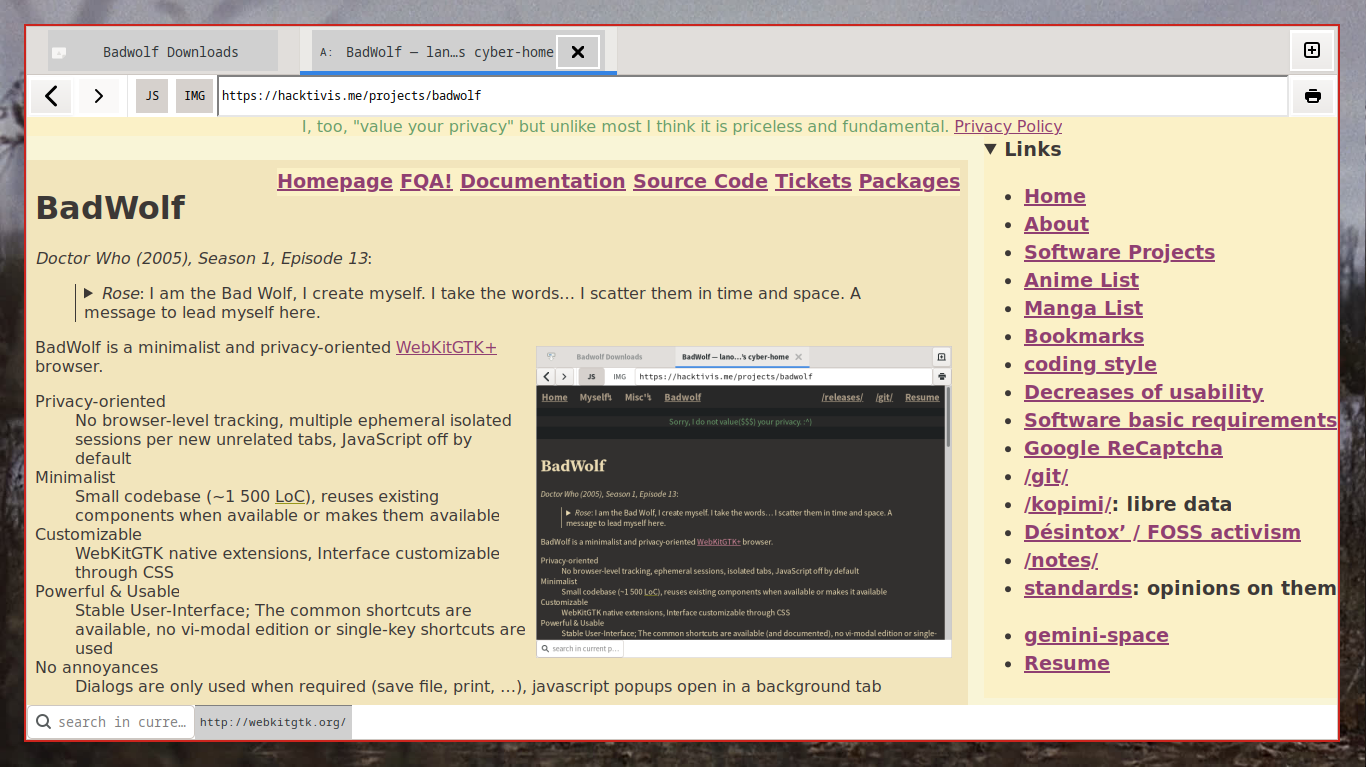 Badwolf Downloads
A: BadWolf — lan…s cyber-home
JS IMG https://hacktivis.me/projects/badwolf
I, too, "value your privacy" but unlike most I think it is priceless and fundamental. Privacy Policy
Homepage FQA! Documentation Source Code Tickets Packages
BadWolf
Doctor Who (2005), Season 1, Episode 13:
Rose: I am the Bad Wolf, I create myself. I take the words… I scatter them in time and space. A
message to lead myself here.
BadWolf is a minimalist and privacy-oriented WebKitGTK+
browser.
Privacy-oriented
No browser-level tracking, multiple ephemeral isolated
sessions per new unrelated tabs, JavaScript off by
default
Minimalist
Small codebase (~1 500 LoC), reuses existing
components when available or makes them available
Customizable
WebKitGTK native extensions, Interface customizable
through CSS
Powerful & Usable
Stable User-Interface; The common shortcuts are
available, no vi-modal edition or single-key shortcuts are
used
No annoyances
Dialogs are only used when required (save file, print, …), javascript popups open in a background tab
Badwolf Downloads
BadWolf — lano…'s cyber-home
JS IMG https://hacktivis.me/projects/badwolf
Home Myself Misc's Badwolf /releases/ /git/ Resume
Sorry, I do not value($$$) your privacy. :^)
BadWolf
Doctor Who (2005), Season 1, Episode 13:
Rose: I am the Bad Wolf, I create myself. I take the words… I scatter them in time and space. A
message to lead myself here.
BadWolf is a minimalist and privacy-oriented WebKitGTK+ browser.
Privacy-oriented
No browser-level tracking, ephemeral sessions, isolated tabs, JavaScript off by default
Minimalist
Small codebase (~1 500 LoC), reuses existing components when available or makes it available
Customizable
WebKitGTK native extensions, Interface customizable through CSS
Powerful & Usable
Stable User-Interface; The common shortcuts are available (and documented), no vi-modal edition or single-
search in current p…
Links
Home
About
Software Projects
Anime List
Manga List
Bookmarks
coding style
Decreases of usability
Software basic requirements
Google ReCaptcha
/git/
/kopimi/: libre data
Désintox’ / FOSS activism
/notes/
standards: opinions on them
gemini-space
Resume
search in curre…
http://webkitgtk.org/